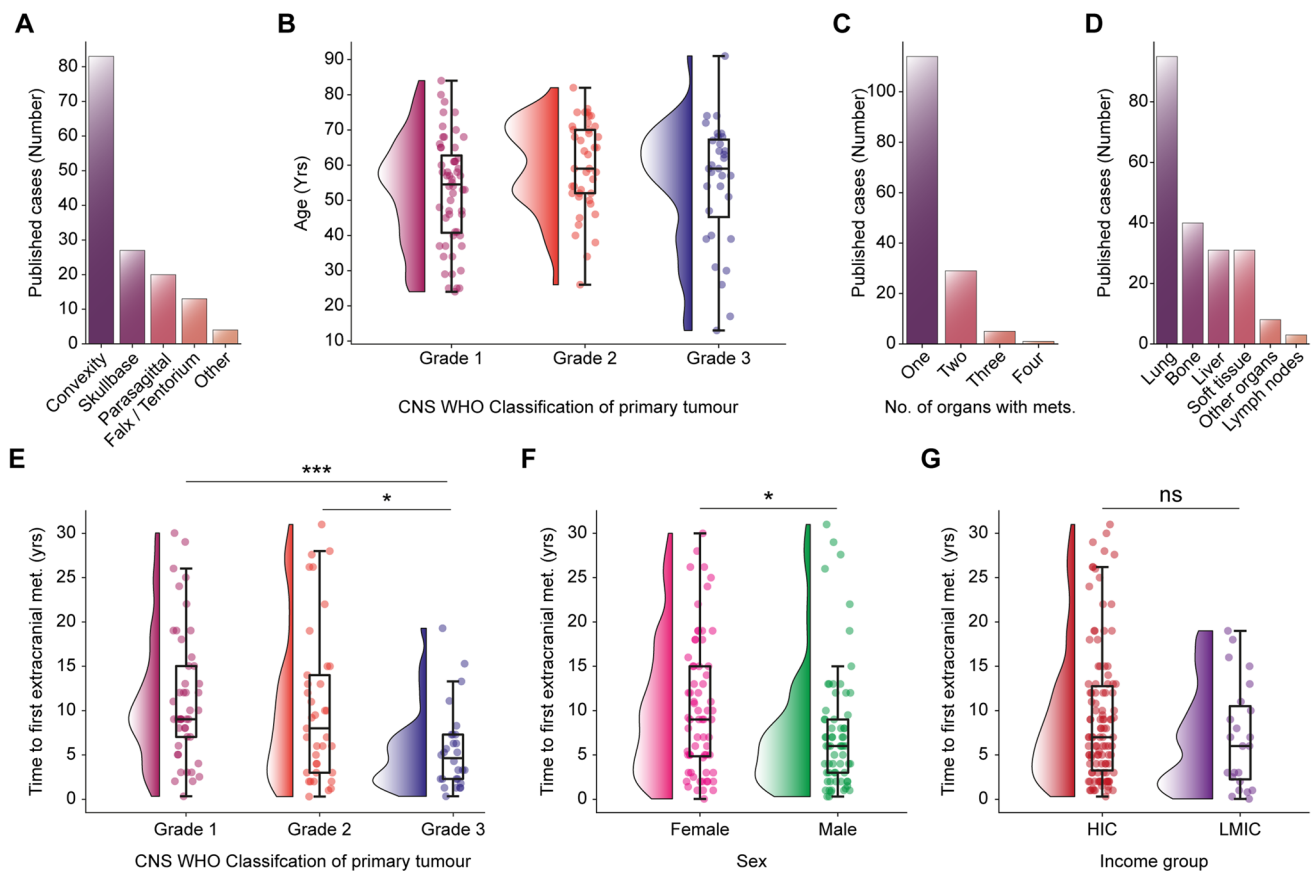 A
Published cases (Number)
80
70
60
50
40
30
20
10
0
Convexity
Skullbase
Parasagittal
Falx / Tentorium
Other
B
Age (Yrs)
90
80
70
60
50
40
30
20
10
Grade 1
Grade 2
Grade 3
CNS WHO Classification of primary tumour
C
Published cases (Number)
100
80
60
40
20
0
One
Two
Three
Four
No. of organs with mets.
D
Published cases (Number)
80
60
40
20
0
Lung
Bone
Liver
Soft tissue
Other organs
Lymph nodes
E
Time to first extracranial met. (yrs)
***
*
30
25
20
15
10
5
0
Grade 1
Grade 2
Grade 3
CNS WHO Classifcation of primary tumour
F
Time to first extracranial met. (yrs)
*
30
25
20
15
10
5
0
Female
Male
Sex
G
Time to first extracranial met. (yrs)
ns
30
25
20
15
10
5
0
HIC
LMIC
Income group